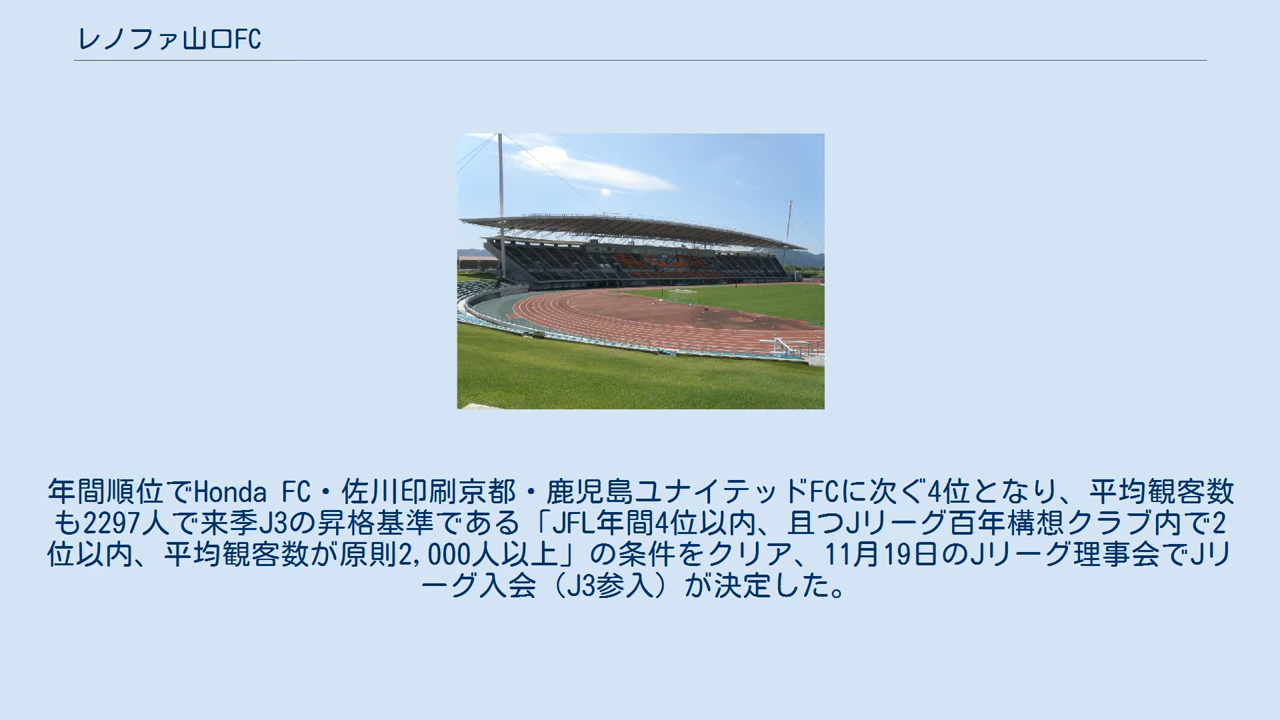 レノファ山口FC
年間順位でHonda FC・佐川印刷京都・鹿児島ユナイテッドFCに次ぐ4位となり、平均観客数
も2297人で来季J3の昇格基準である「JFL年間4位以内、且つJリーグ百年構想クラブ内で2
位以内、平均観客数が原則2,000人以上」の条件をクリア、11月19日のJリーグ理事会でJリ
ーグ入会（J3参入）が決定した。